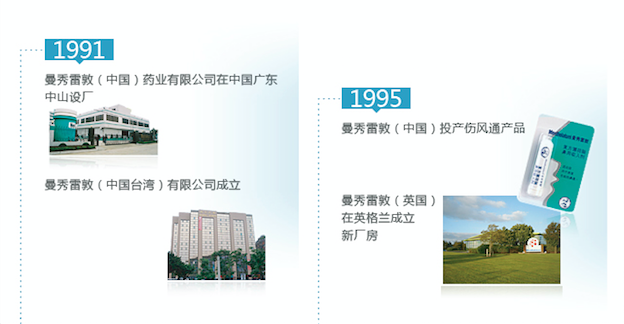 1991
曼秀雷敦（中国）药业有限公司在中国广东
中山设厂
曼秀雷敦（中国台湾）有限公司成立
1995
曼秀雷敦（中国）投产伤风通产品
曼秀雷敦（英国）
在英格兰成立
新厂房